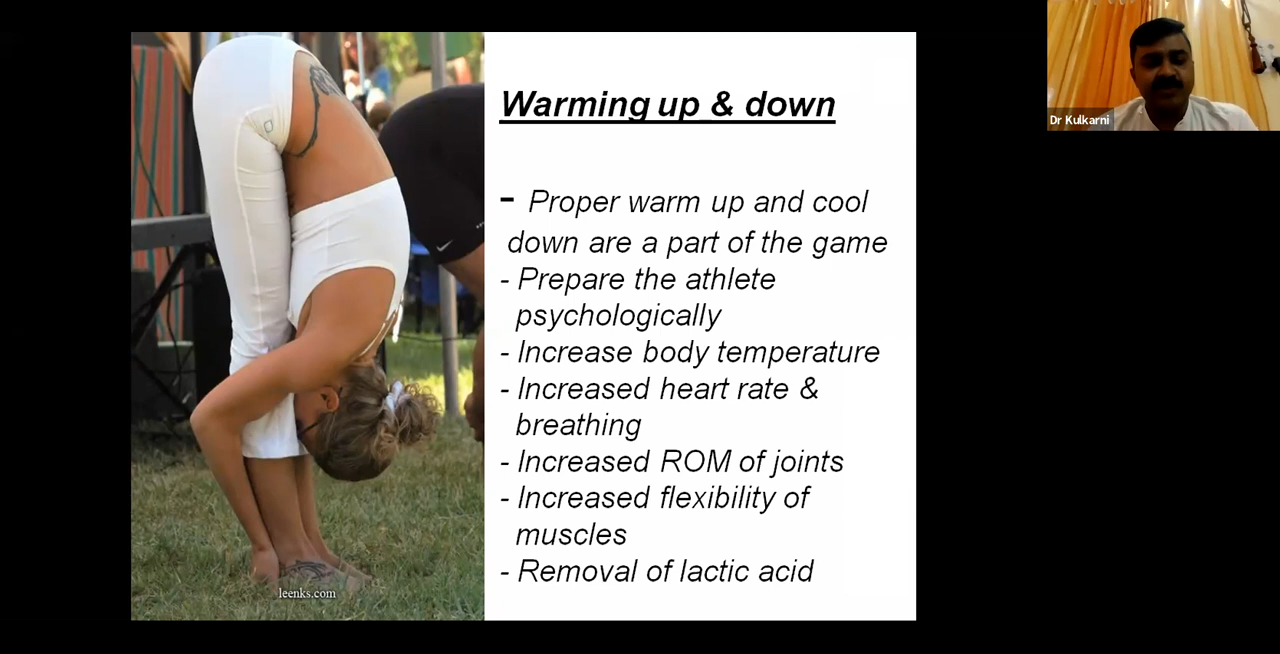 Warming up & down
- Proper warm up and cool
down are a part of the game
- Prepare the athlete
psychologically
- Increase body temperature
- Increased heart rate &
breathing
- Increased ROM of joints
- Increased flexibility of
muscles
- Removal of lactic acid
leenks.com
Dr Kulkarni